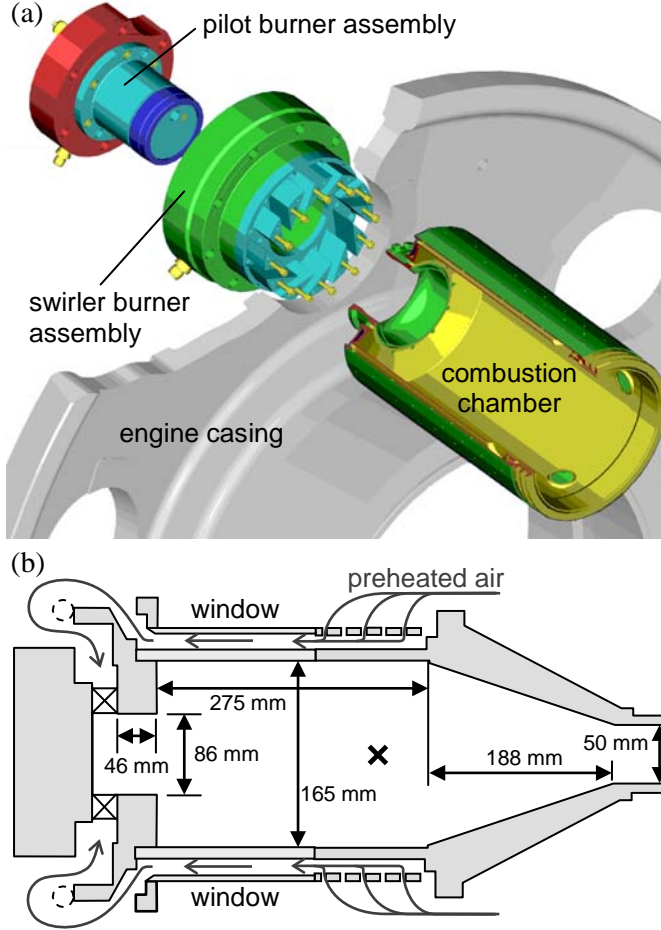 (a)
pilot burner assembly
swirler burner
assembly
combustion
chamber
engine casing
(b)
preheated air
window
275 mm
46 mm
86 mm
165 mm
188 mm
50 mm
window